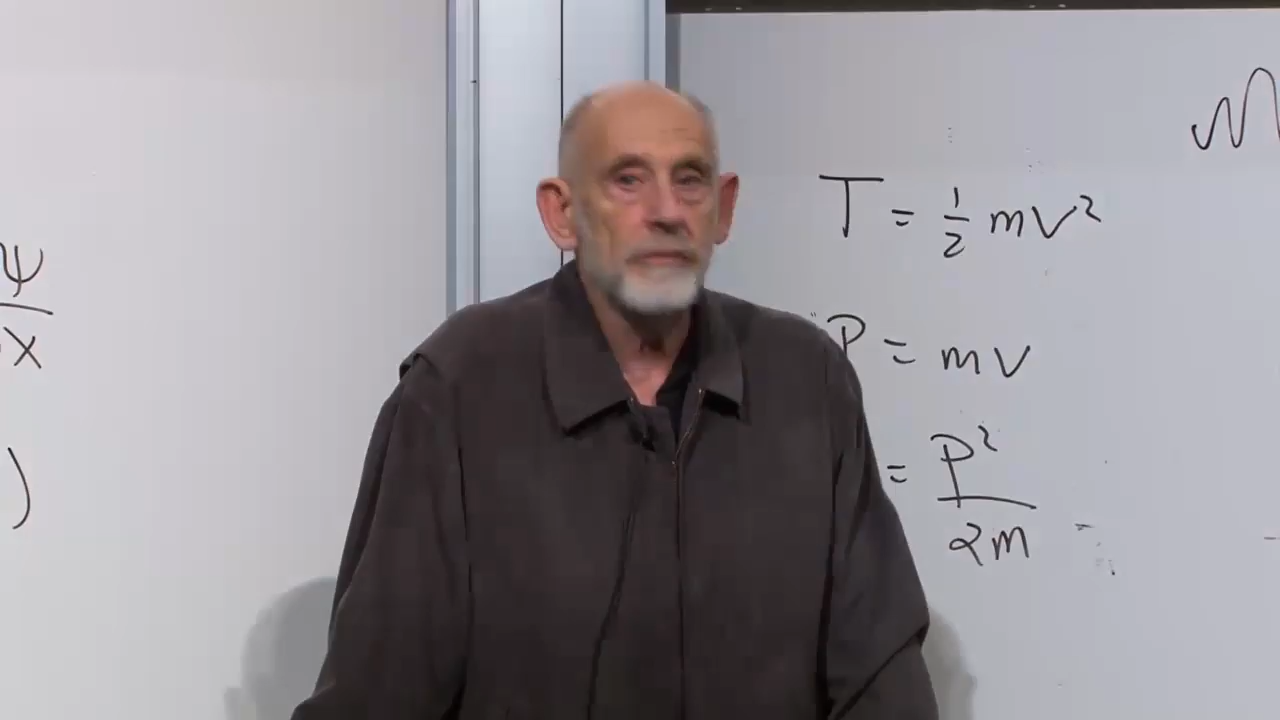 ψ
x
)
T = 1/2 mv²
P = mv
= P²/2m